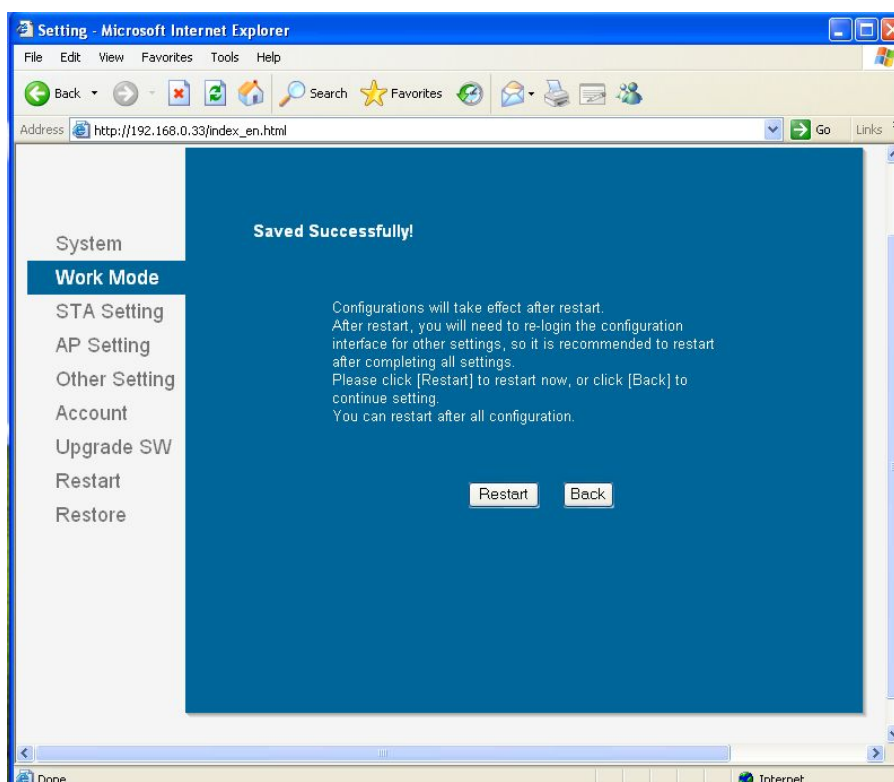 Setting - Microsoft Internet Explorer
File Edit View Favorites Tools Help
Back Search Favorites
Address http://192.168.0.33/index_en.html Go Links
System
Work Mode
STA Setting
AP Setting
Other Setting
Account
Upgrade SW
Restart
Restore
Saved Successfully!
Configurations will take effect after restart.
After restart, you will need to re-login the configuration
interface for other settings, so it is recommended to restart
after completing all settings.
Please click [Restart] to restart now, or click [Back] to
continue setting.
You can restart after all configuration.
Restart Back
Done Internet